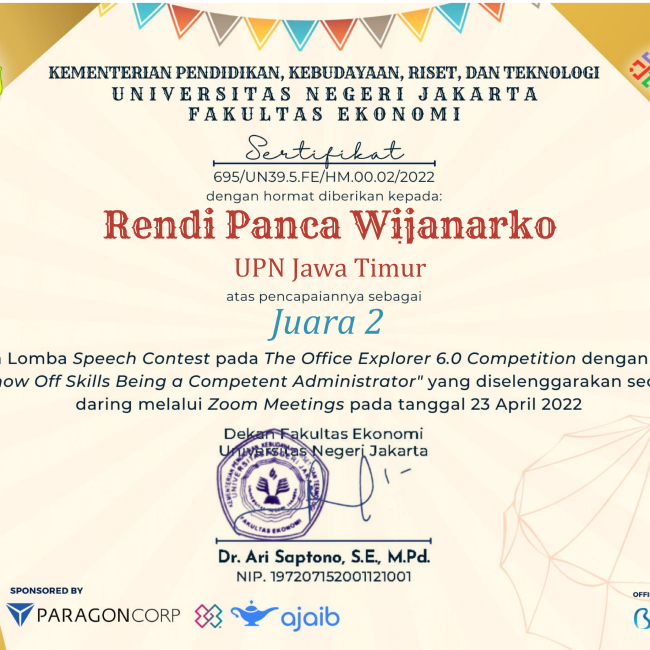 KEMENTERIAN PENDIDIKAN, KEBUDAYAAN, RISET, DAN TEKNOLOGI
UNIVERSITAS NEGERI JAKARTA
FAKULTAS EKONOMI
Sertifikat
695/UN39.5.FE/HM.00.02/2022
dengan hormat diberikan kepada:
Rendi Panca Wijanarko
UPN Jawa Timur
atas pencapaiannya sebagai
Juara 2
Lomba Speech Contest pada The Office Explorer 6.0 Competition dengan
Off Skills Being a Competent Administrator" yang diselenggarakan
daring melalui Zoom Meetings pada tanggal 23 April 2022
Dekan Fakultas Ekonomi
Universitas Negeri Jakarta
FAKULTAS EKONOMI
Dr. Ari Saptono, S.E., M.Pd.
NIP. 197207152001121001
SPONSORED BY
PARAGONCORP
ajaib